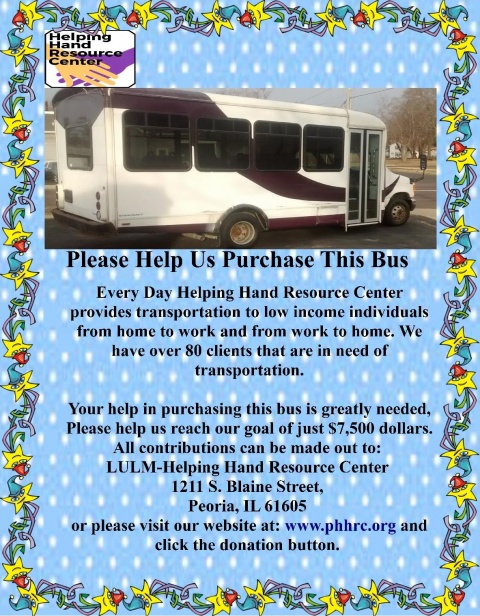 Helping
Hand
Resource
Center
Please Help Us Purchase This Bus
Every Day Helping Hand Resource Center
provides transportation to low income individuals
from home to work and from work to home. We
have over 80 clients that are in need of
transportation.
Your help in purchasing this bus is greatly needed,
Please help us reach our goal of just $7,500 dollars.
All contributions can be made out to:
LULM-Helping Hand Resource Center
1211 S. Blaine Street,
Peoria, IL 61605
or please visit our website at: www.phhrc.org and
click the donation button.